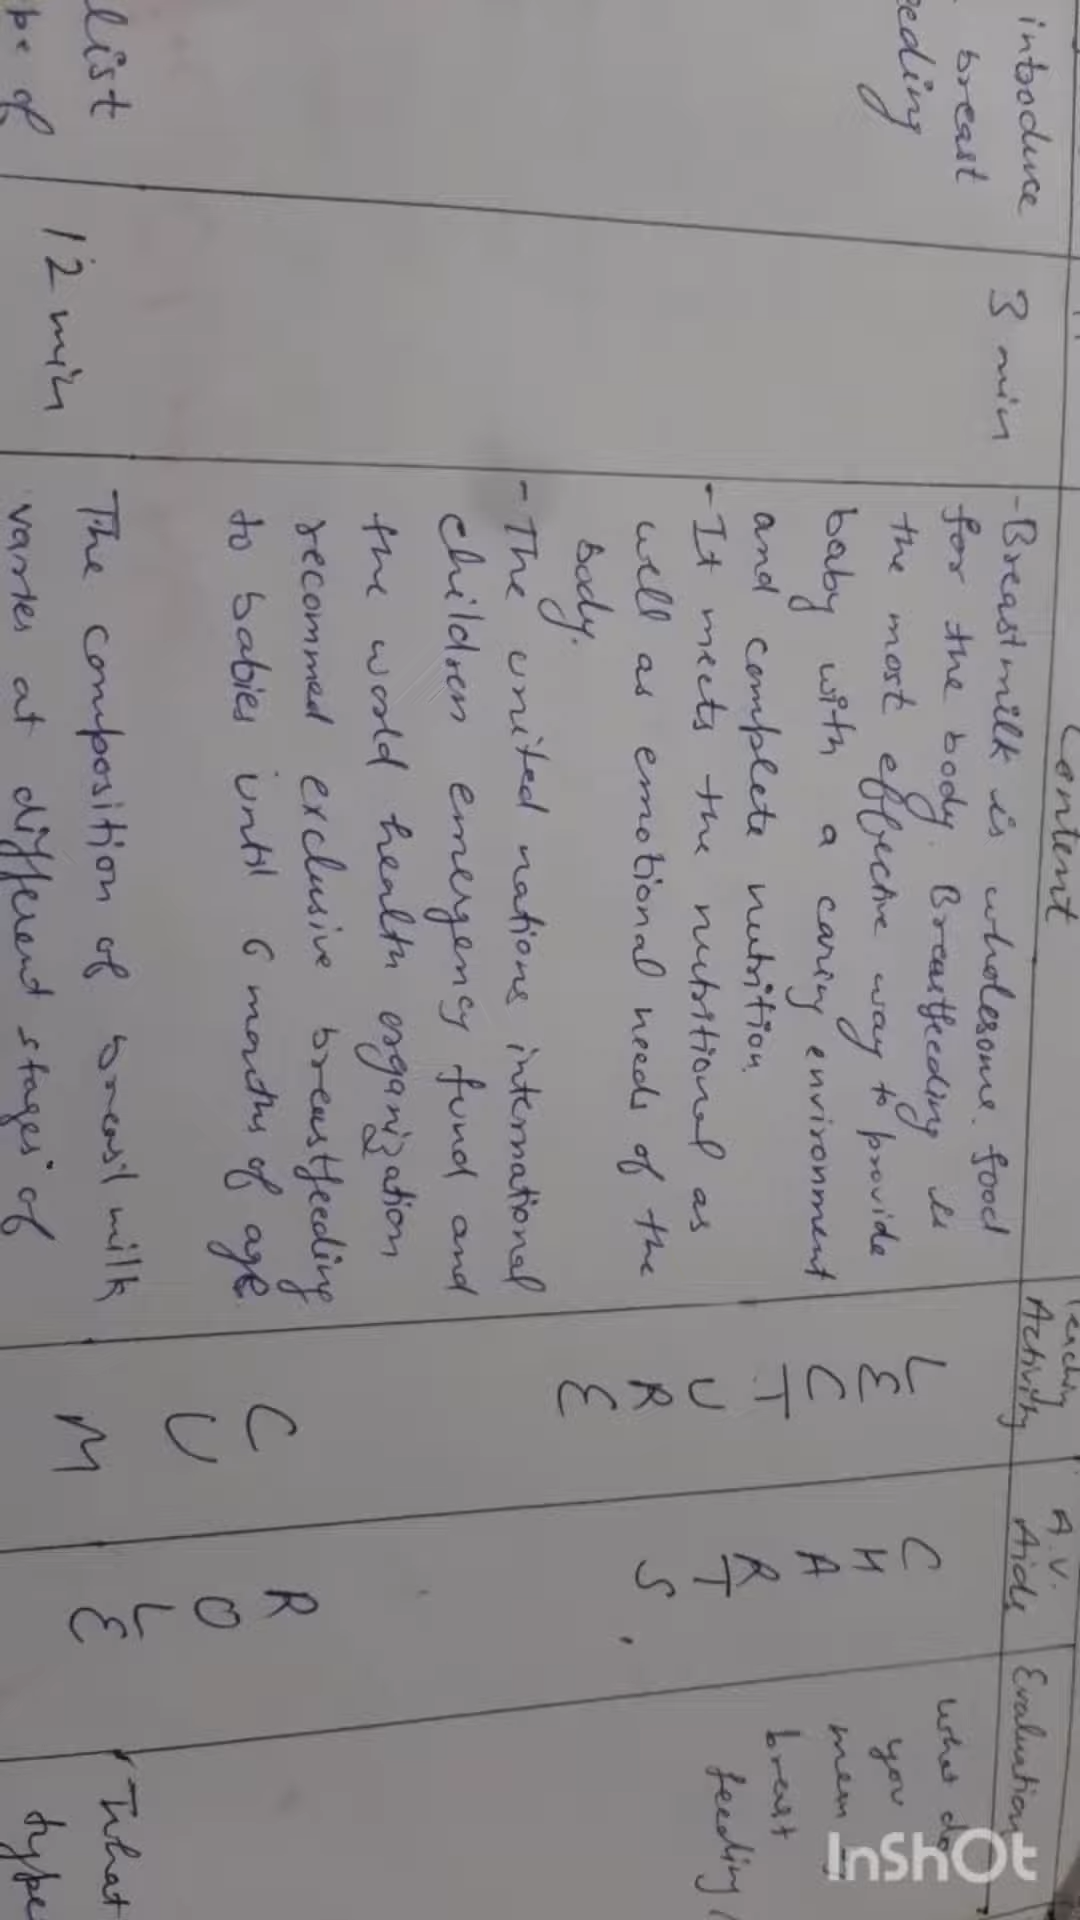 Content
Teaching
Activity
A.V.
Aids
Evaluation
introduce
breast
eeding
3 min
- Breastmilk is wholesome food
for the body. Breastfeeding is
the most effective way to provide
baby with a caring environment
and complete nutrition.
- It meets the nutritional as
well as emotional needs of the
body.
- The united nations international
children emergency fund and
the world health organization
recommed exclusive breastfeeding
to babies until 6 months of age.
L
E
C
T
U
R
E
C
H
A
R
T
S
what do
you
mean
breast
feeding
list
be of
12 min
The composition of breast milk
varies at different stages of
C
U
M
R
O
L
E
What
type
InShOt